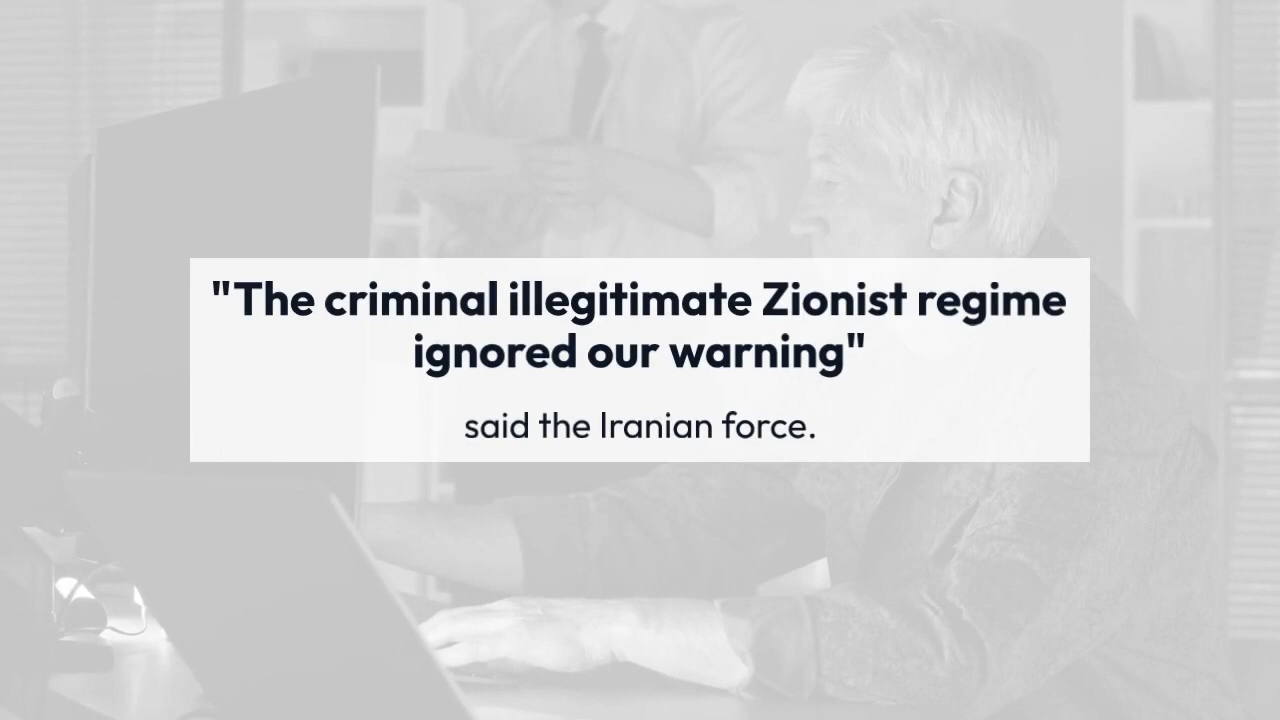 "The criminal illegitimate Zionist regime
ignored our warning"
said the Iranian force.